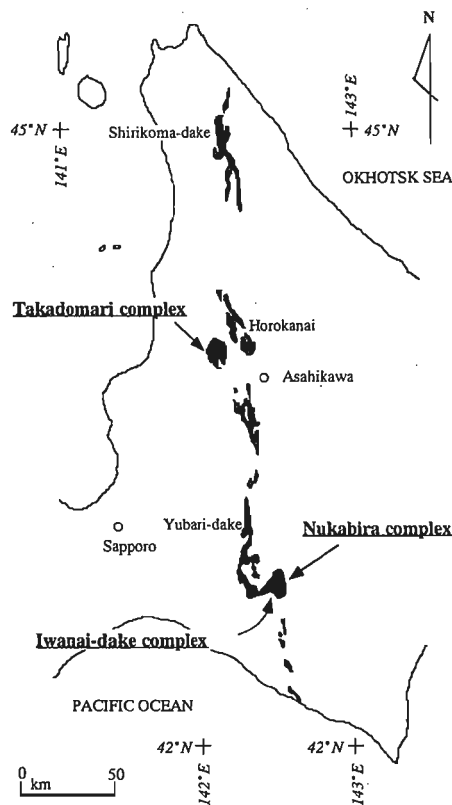 N
45°N
141°E
Shirikoma-dake
143°E
45°N
OKHOTSK SEA
Takadomari complex
Horokanai
Asahikawa
Yubari-dake
Sapporo
Nukabira complex
Iwanai-dake complex
PACIFIC OCEAN
42°N
142°E
42°N
143°E
0 50
km